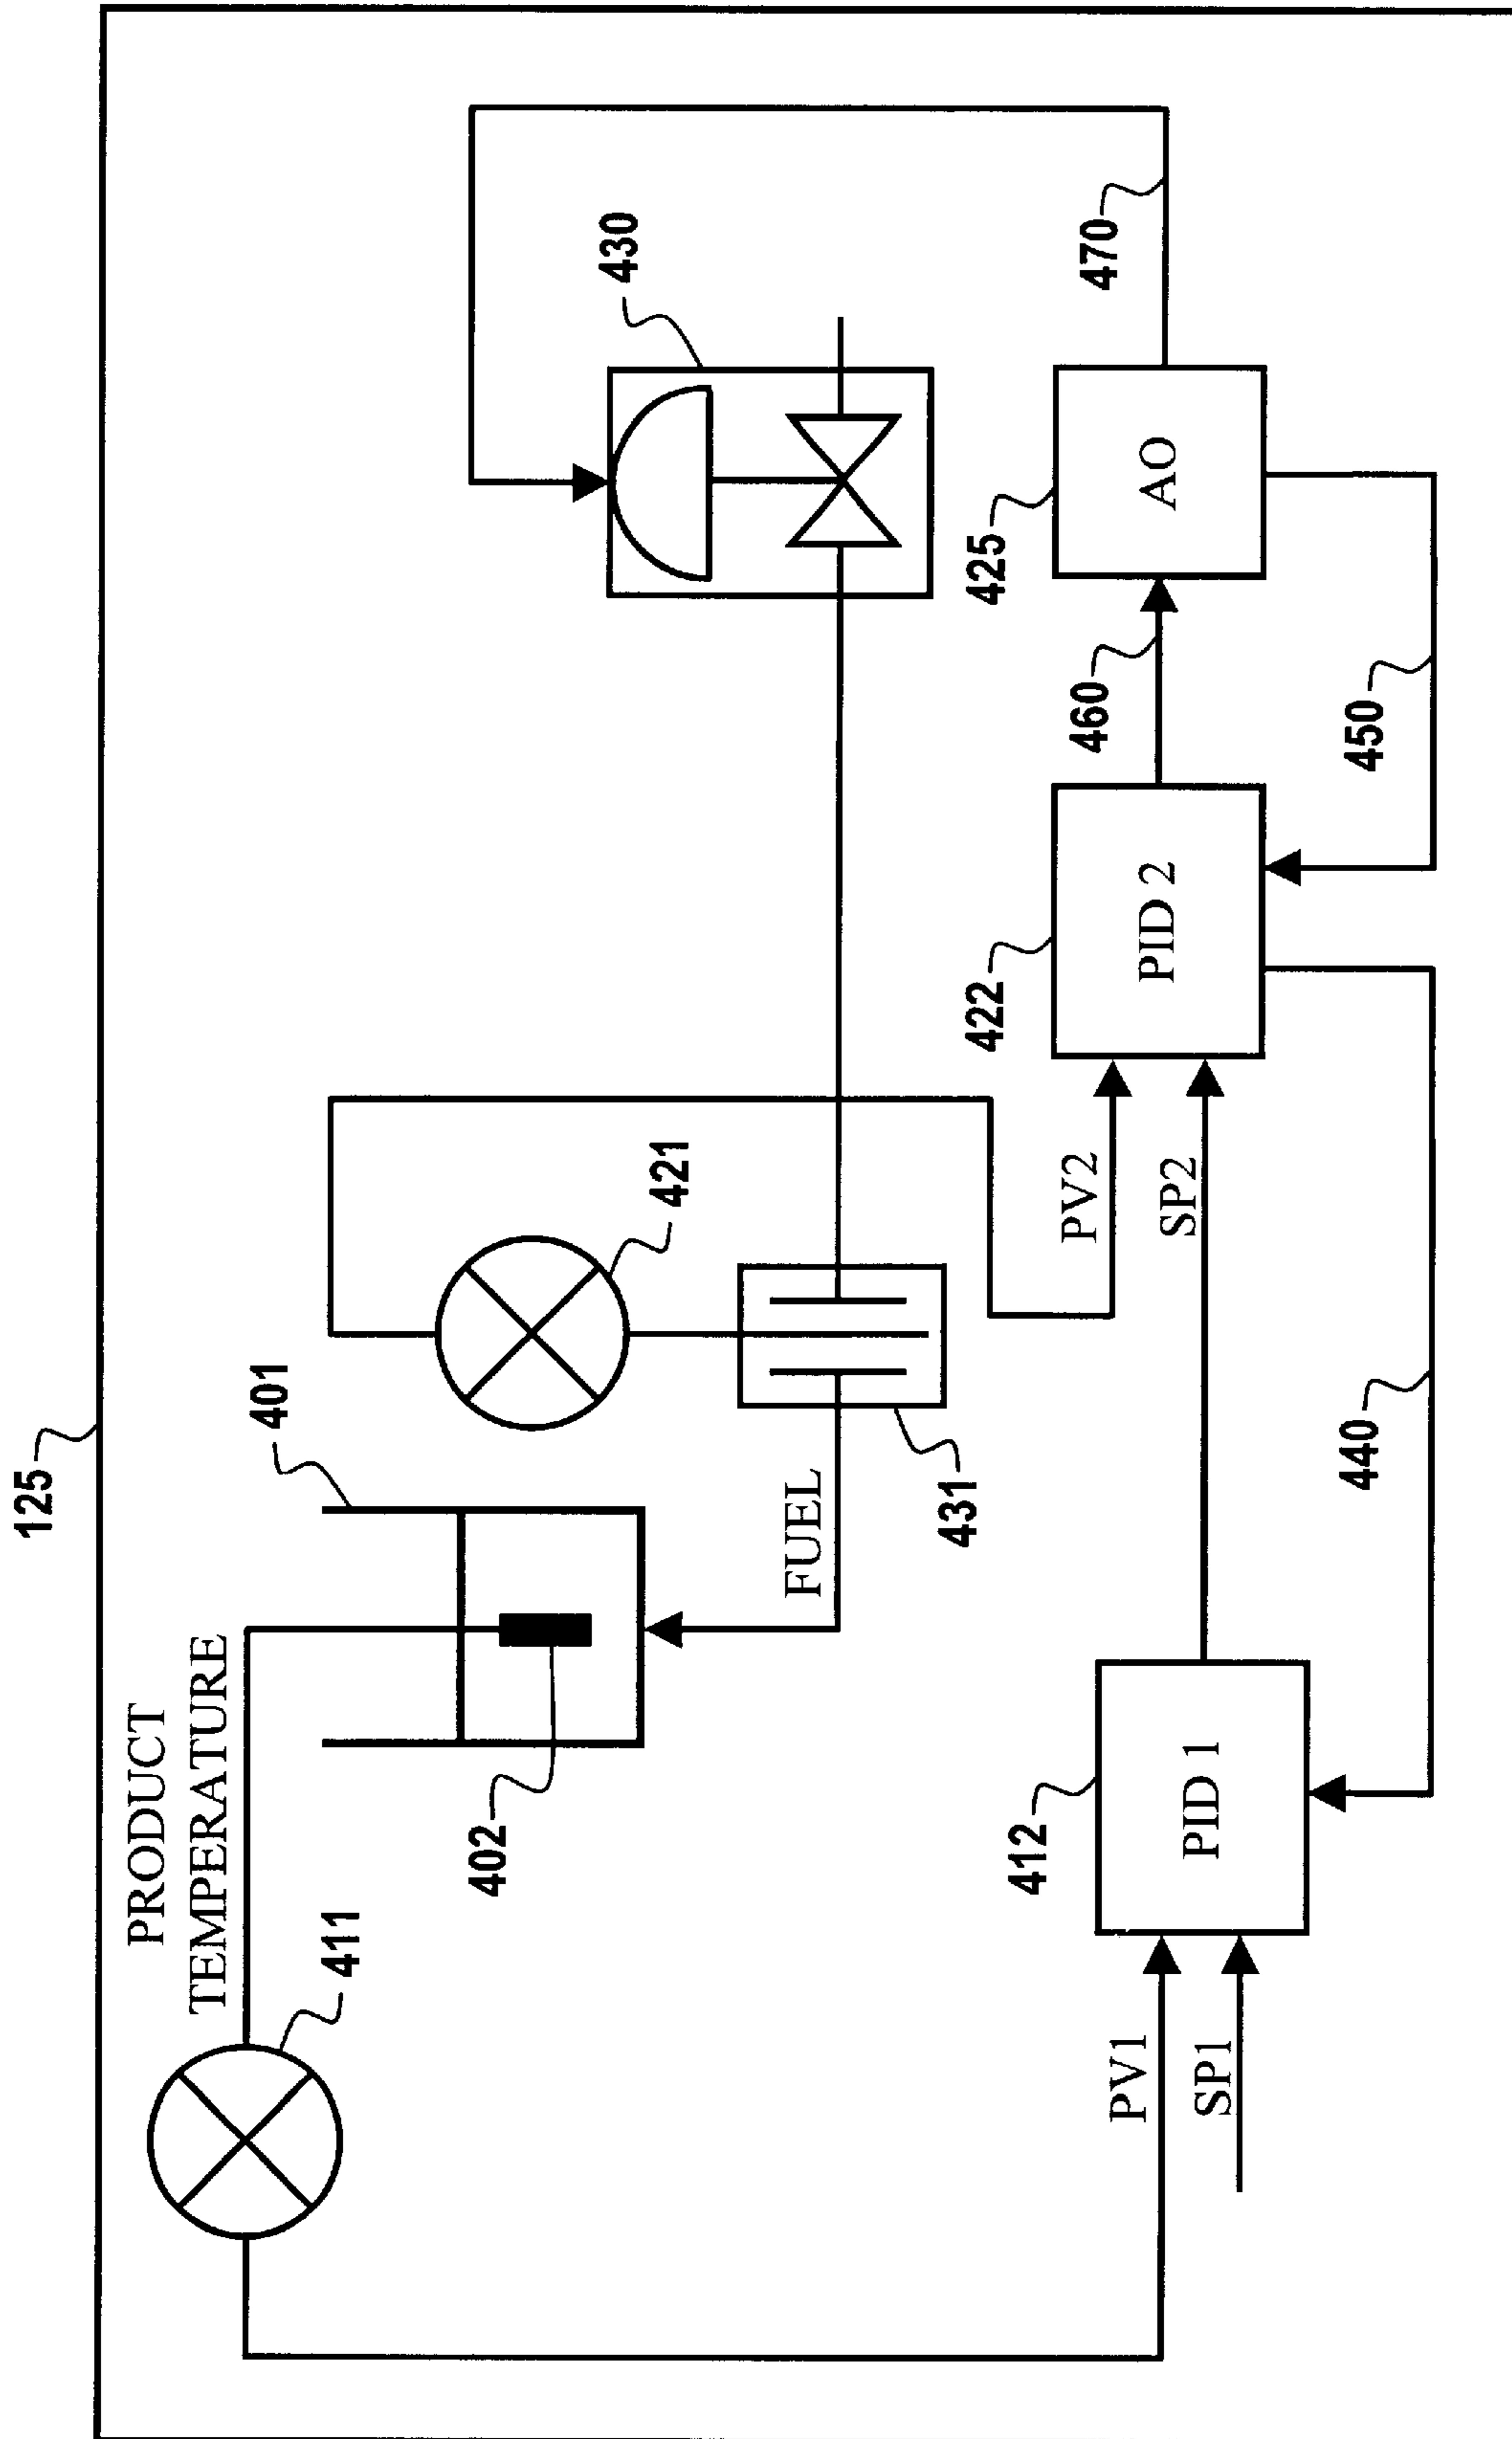 125
PRODUCT
TEMPERATURE
411
402
401
421
430
FUEL
431
PV1
SP1
412
PID 1
PV2
SP2
422
PID 2
460
425
AO
470
440
450